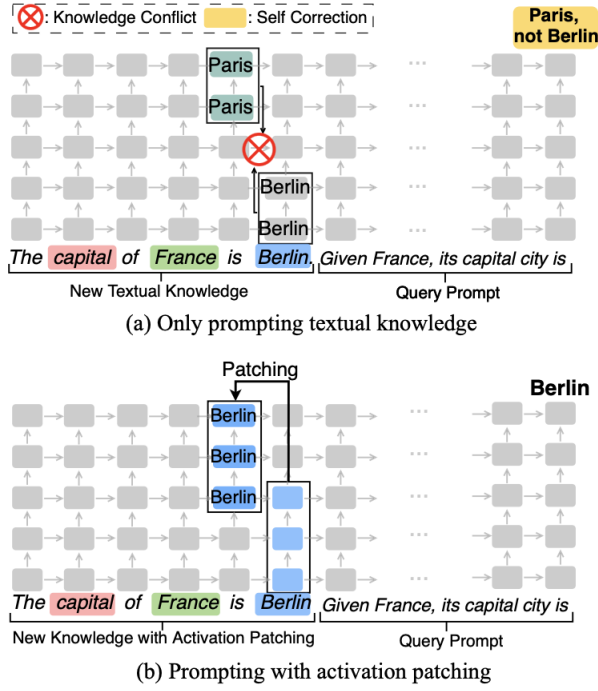 : Knowledge Conflict : Self Correction
Paris,
not Berlin
Paris
Paris
Berlin
Berlin
...
...
...
The capital of France is Berlin. Given France, its capital city is
New Textual Knowledge Query Prompt
(a) Only prompting textual knowledge
Patching
Berlin
Berlin
Berlin
Berlin
...
...
...
The capital of France is Berlin Given France, its capital city is
New Knowledge with Activation Patching Query Prompt
(b) Prompting with activation patching